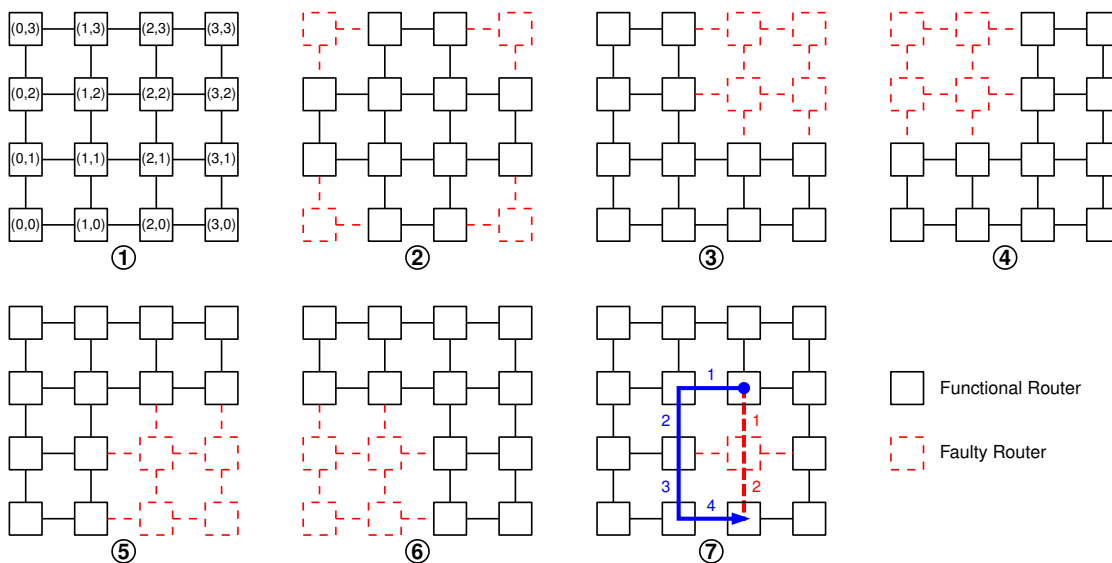 (0,3) (1,3) (2,3) (3,3)
(0,2) (1,2) (2,2) (3,2)
(0,1) (1,1) (2,1) (3,1)
(0,0) (1,0) (2,0) (3,0)
1 2 3 4
1
2 1
3 2
4
Functional Router
Faulty Router
5 6 7